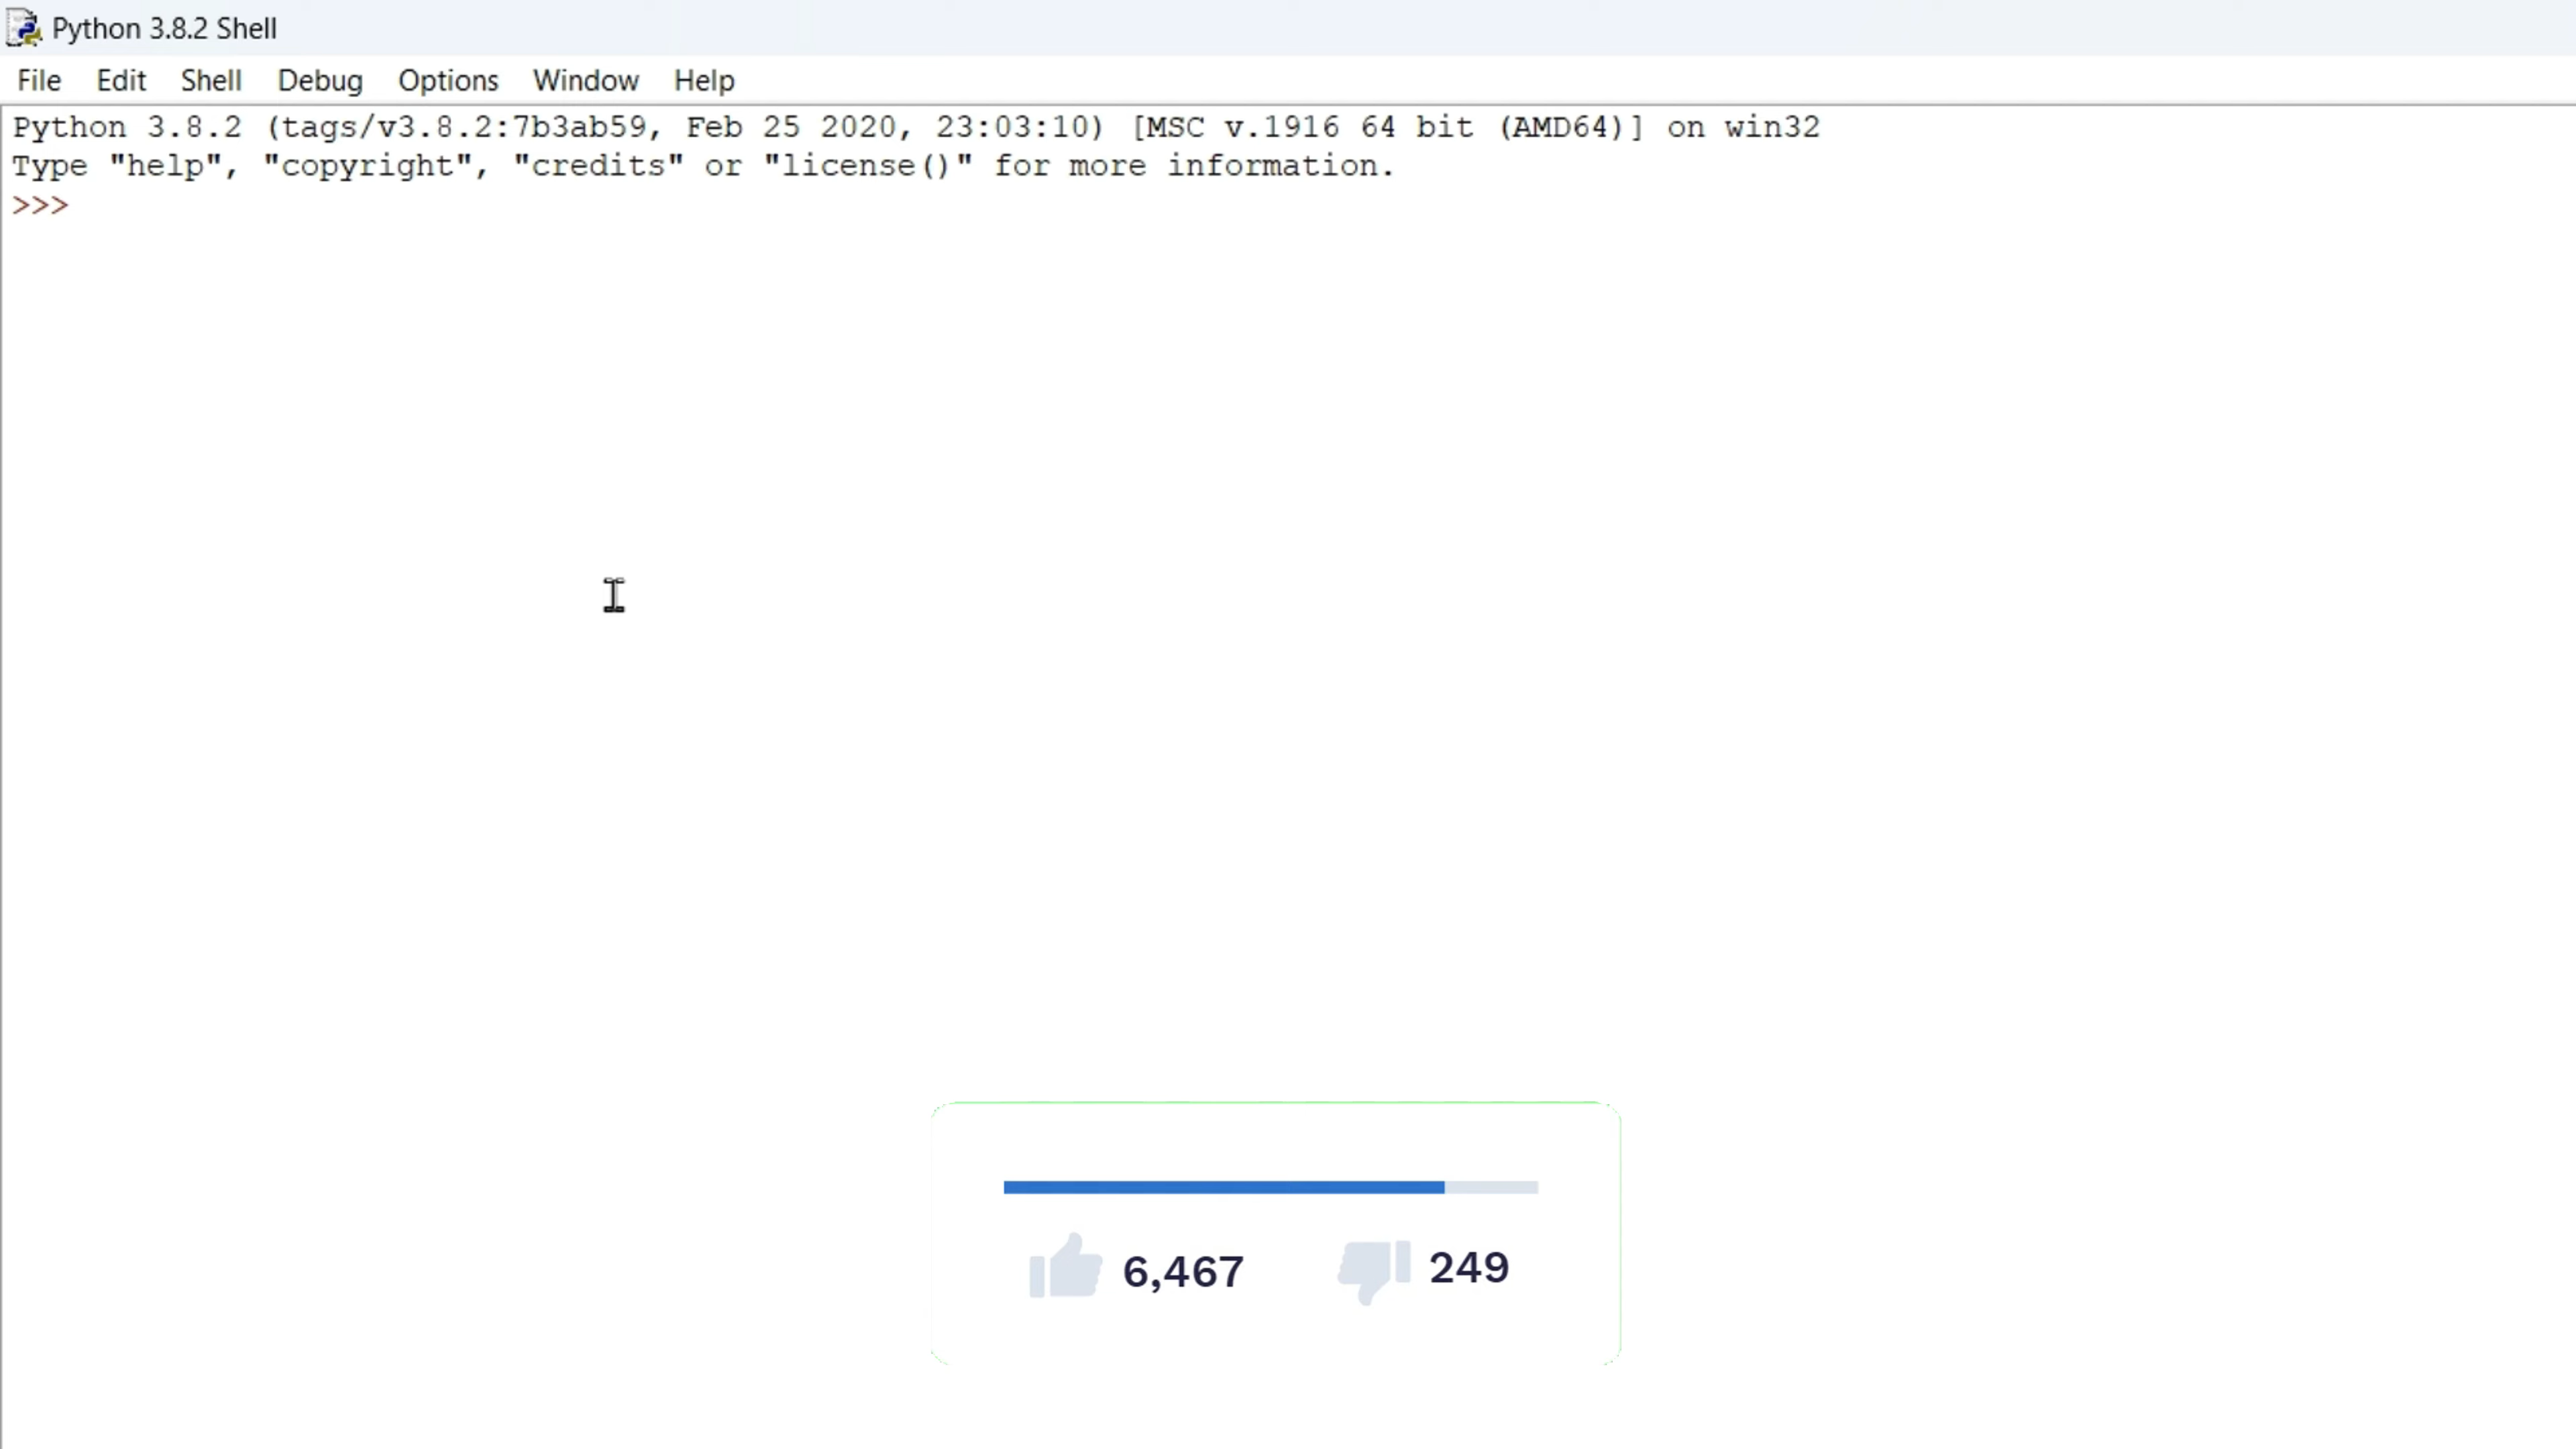 Python 3.8.2 Shell
File Edit Shell Debug Options Window Help
Python 3.8.2 (tags/v3.8.2:7b3ab59, Feb 25 2020, 23:03:10) [MSC v.1916 64 bit (AMD64)] on win32
Type "help", "copyright", "credits" or "license()" for more information.
>>>
6,467 249